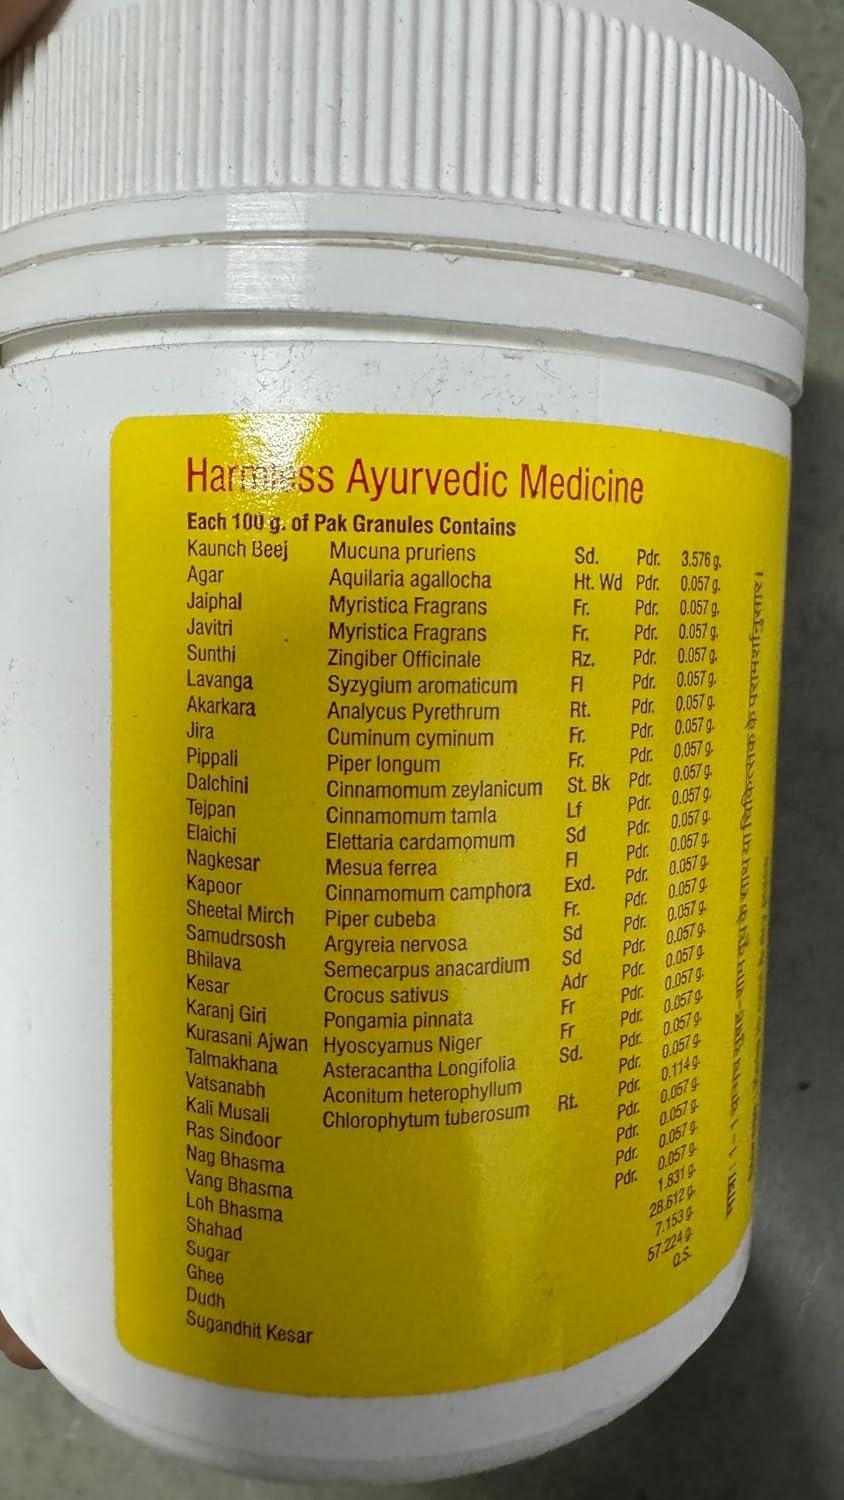 Harmless Ayurvedic Medicine
Each 100 g. of Pak Granules Contains
Kaunch Beej Mucuna pruriens Sd. Pdr. 3.576 g.
Agar Aquilaria agallocha Ht. Wd Pdr. 0.057 g.
Jaiphal Myristica Fragrans Fr. Pdr. 0.057 g.
Javitri Myristica Fragrans Fr. Pdr. 0.057 g.
Sunthi Zingiber Officinale Rz. Pdr. 0.057 g.
Lavanga Syzygium aromaticum Fl Pdr. 0.057 g.
Akarkara Analycus Pyrethrum Rt. Pdr. 0.057 g.
Jira Cuminum cyminum Fr. Pdr. 0.057 g.
Pippali Piper longum Fr. Pdr. 0.057 g.
Dalchini Cinnamomum zeylanicum St. Bk Pdr. 0.057 g.
Tejpan Cinnamomum tamla Lf Pdr. 0.057 g.
Elaichi Elettaria cardamomum Sd Pdr. 0.057 g.
Nagkesar Mesua ferrea Fl Pdr. 0.057 g.
Kapoor Cinnamomum camphora Exd. Pdr. 0.057 g.
Sheetal Mirch Piper cubeba Fr. Pdr. 0.057 g.
Samudrsosh Argyreia nervosa Sd Pdr. 0.057 g.
Bhilava Semecarpus anacardium Sd Pdr. 0.057 g.
Kesar Crocus sativus Adr Pdr. 0.057 g.
Karanj Giri Pongamia pinnata Fr Pdr. 0.057 g.
Kurasani Ajwan Hyoscyamus Niger Fr Pdr. 0.057 g.
Talmakhana Asteracantha Longifolia Sd. Pdr. 0.057 g.
Vatsanabh Aconitum heterophyllum Pdr. 0.057 g.
Kali Musali Chlorophytum tuberosum Rt. Pdr. 0.114 g.
Ras Sindoor Pdr. 0.057 g.
Nag Bhasma Pdr. 0.057 g.
Vang Bhasma Pdr. 0.057 g.
Loh Bhasma Pdr. 0.057 g.
Shahad 1.831 g.
Sugar 28.612 g.
Ghee 7.153 g.
Dudh 57.224 g.
Sugandhit Kesar Q.S.
के परामर्शानुसार।